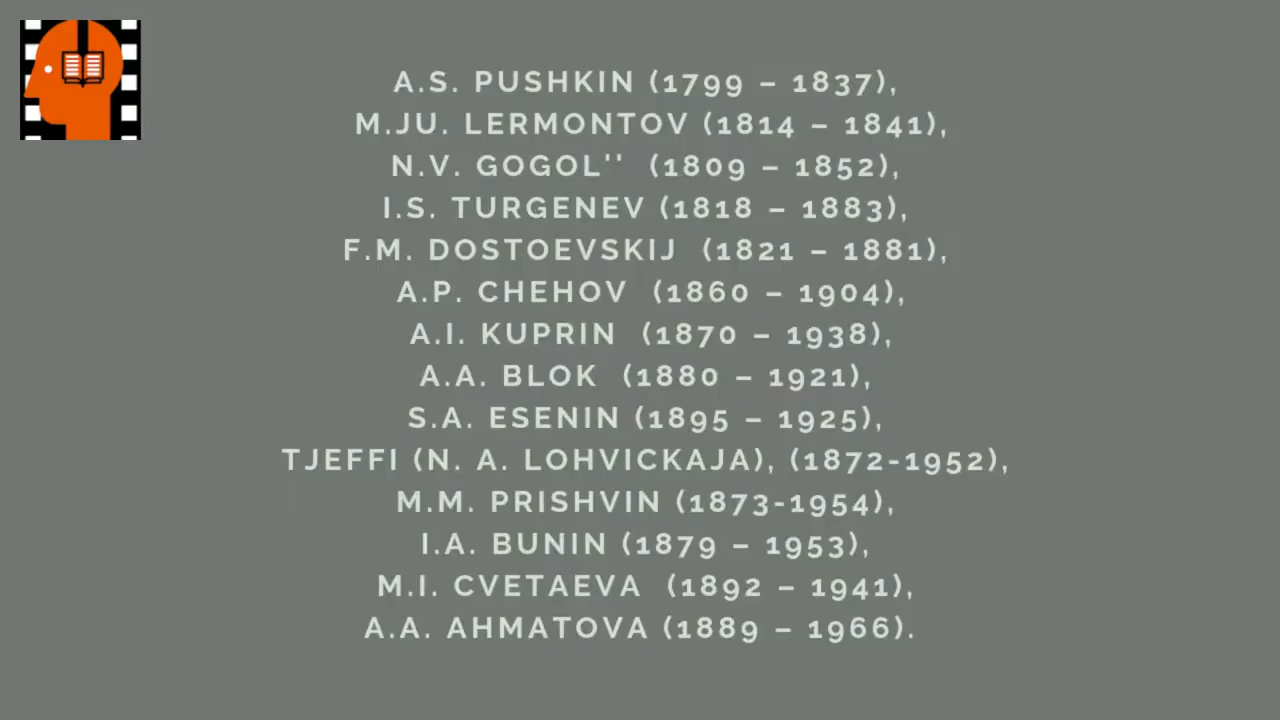 A.S. PUSHKIN (1799 – 1837),
M.JU. LERMONTOV (1814 – 1841),
N.V. GOGOL'' (1809 – 1852),
I.S. TURGENEV (1818 – 1883),
F.M. DOSTOEVSKIJ (1821 – 1881),
A.P. CHEHOV (1860 – 1904),
A.I. KUPRIN (1870 – 1938),
A.A. BLOK (1880 – 1921),
S.A. ESENIN (1895 – 1925),
TJEFFI (N. A. LOHVICKAJA), (1872-1952),
M.M. PRISHVIN (1873-1954),
I.A. BUNIN (1879 – 1953),
M.I. CVETAEVA (1892 – 1941),
A.A. AHMATOVA (1889 – 1966).